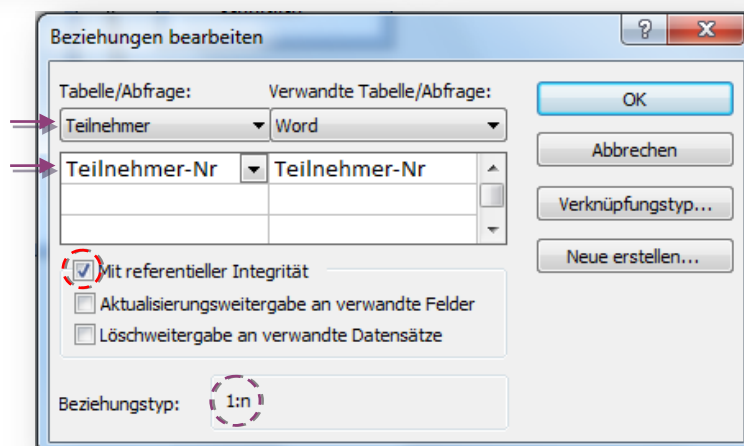 Beziehungen bearbeiten
Tabelle/Abfrage: Verwandte Tabelle/Abfrage:
Teilnehmer Word
Teilnehmer-Nr Teilnehmer-Nr
Mit referentieller Integrität
Aktualisierungsweitergabe an verwandte Felder
Löschweitergabe an verwandte Datensätze
Beziehungstyp: 1:n
OK
Abbrechen
Verknüpfungstyp...
Neue erstellen...